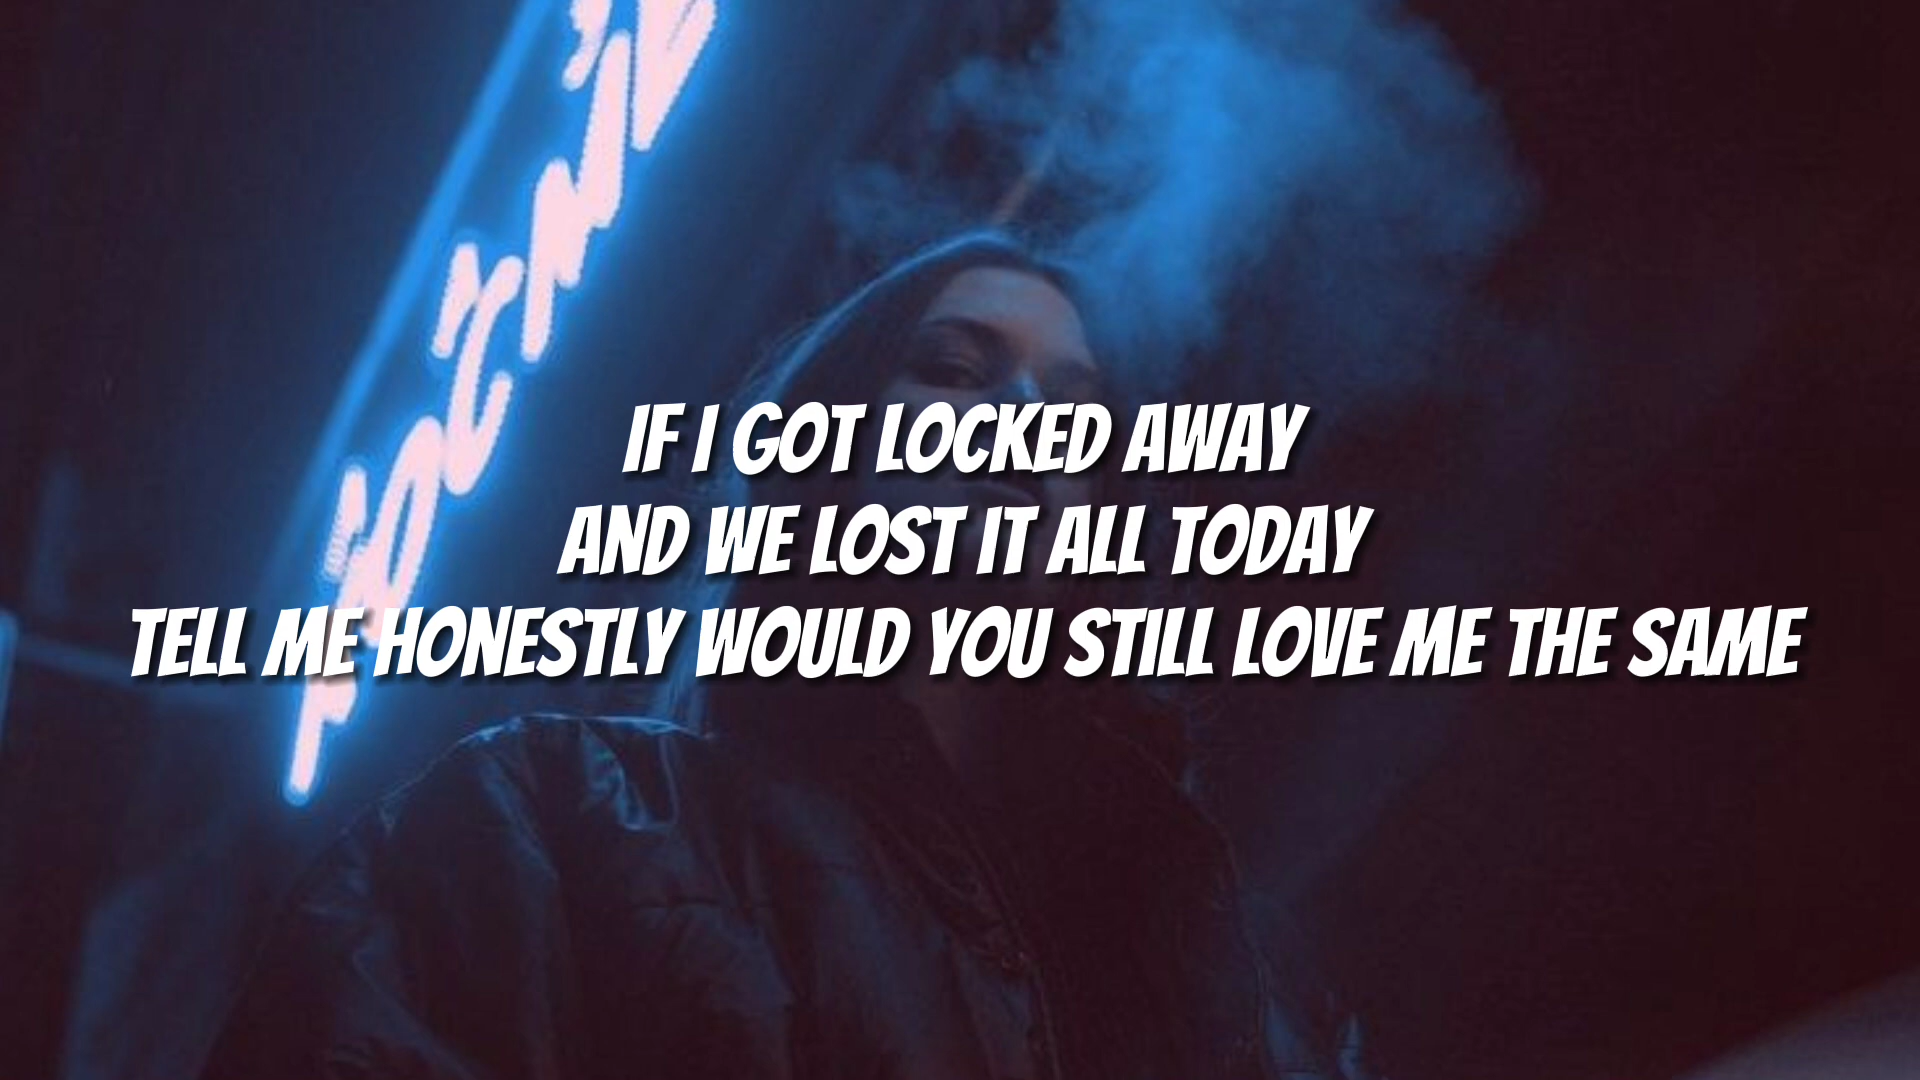 IF I GOT LOCKED AWAY
AND WE LOST IT ALL TODAY
TELL ME HONESTLY WOULD YOU STILL LOVE ME THE SAME